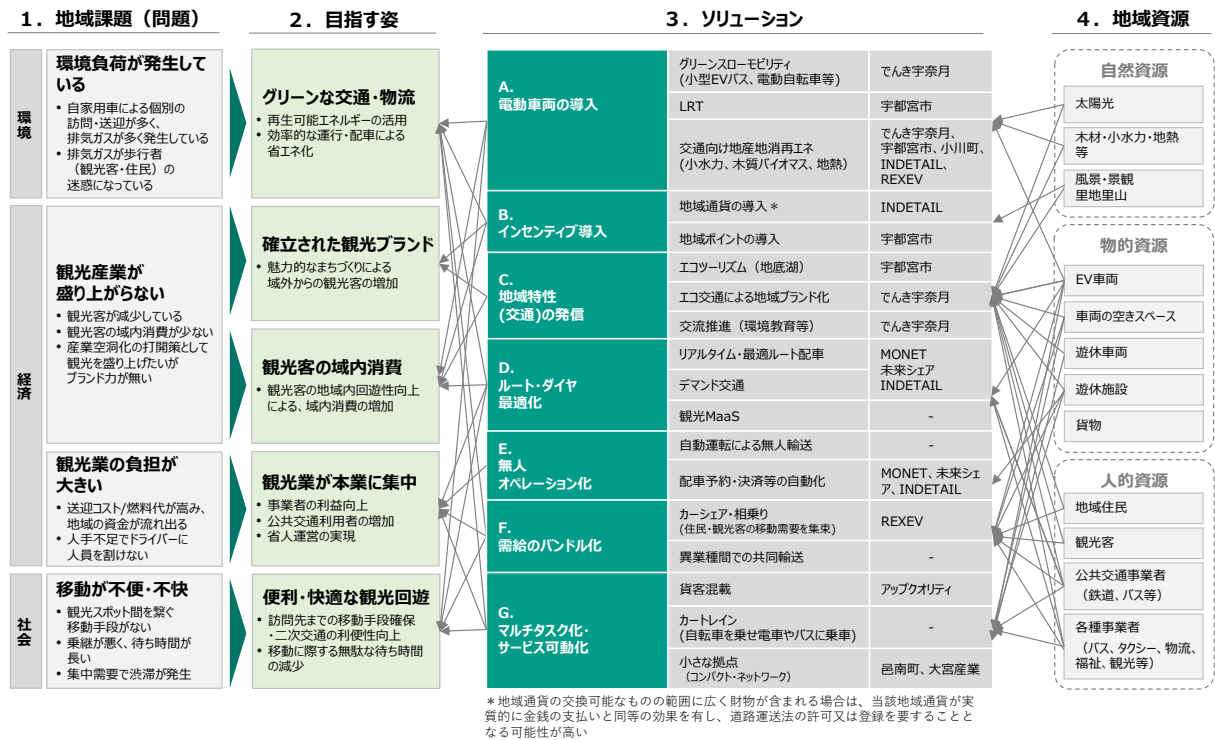 1．地域課題（問題）
2．目指す姿
3．ソリューション
4．地域資源
環境
環境負荷が発生して
いる
• 自家用車による個別の
訪問・送迎が多く、
排気ガスが多く発生している
• 排気ガスが歩行者
（観光客・住民）の
迷惑になっている
経済
観光産業が
盛り上がらない
• 観光客が減少している
• 観光客の域内消費が少ない
• 産業空洞化の打開策として
観光を盛り上げたいが
ブランド力が無い
観光業の負担が
大きい
• 送迎コスト/燃料代が嵩み、
地域の資金が流れ出る
• 人手不足でドライバーに
人員を割けない
社会
移動が不便・不快
• 観光スポット間を繋ぐ
移動手段がない
• 乗継が悪く、待ち時間が
長い
• 集中需要で渋滞が発生
グリーンな交通・物流
• 再生可能エネルギーの活用
• 効率的な運行・配車による
省エネ化
確立された観光ブランド
• 魅力的なまちづくりによる
域外からの観光客の増加
観光客の域内消費
• 観光客の地域内回遊性向上
による、域内消費の増加
観光業が本業に集中
• 事業者の利益向上
• 公共交通利用者の増加
• 省人運営の実現
便利・快適な観光回遊
• 訪問先までの移動手段確保
・二次交通の利便性向上
• 移動に際する無駄な待ち時間
の減少
A.
電動車両の導入
グリーンスローモビリティ
(小型EVバス、電動自転車等)
でんき宇奈月
LRT
宇都宮市
交通向け地産地消再エネ
(小水力、木質バイオマス、地熱)
でんき宇奈月、
宇都宮市、小川町、
INDETAIL、
REXEV
B.
インセンティブ導入
地域通貨の導入＊
INDETAIL
地域ポイントの導入
宇都宮市
C.
地域特性
(交通)の発信
エコツーリズム（地底湖）
宇都宮市
エコ交通による地域ブランド化
でんき宇奈月
交流推進（環境教育等）
でんき宇奈月
D.
ルート・ダイヤ
最適化
リアルタイム・最適ルート配車
デマンド交通
MONET
未来シェア
INDETAIL
観光MaaS
-
E.
無人
オペレーション化
自動運転による無人輸送
-
配車予約・決済等の自動化
MONET、未来シェ
ア、INDETAIL
F.
需給のバンドル化
カーシェア・相乗り
(住民・観光客の移動需要を集束)
REXEV
異業種間での共同輸送
-
G.
マルチタスク化・
サービス可動化
貨客混載
アップクオリティ
カートレイン
(自転車を乗せ電車やバスに乗車)
-
小さな拠点
（コンパクト・ネットワーク）
邑南町、大宮産業
＊地域通貨の交換可能なものの範囲に広く財物が含まれる場合は、当該地域通貨が実
質的に金銭の支払いと同等の効果を有し、道路運送法の許可又は登録を要することと
なる可能性が高い
自然資源
太陽光
木材・小水力・地熱
等
風景・景観
里地里山
物的資源
EV車両
車両の空きスペース
遊休車両
遊休施設
貨物
人的資源
地域住民
観光客
公共交通事業者
（鉄道、バス等）
各種事業者
（バス、タクシー、物流、
福祉、観光等）